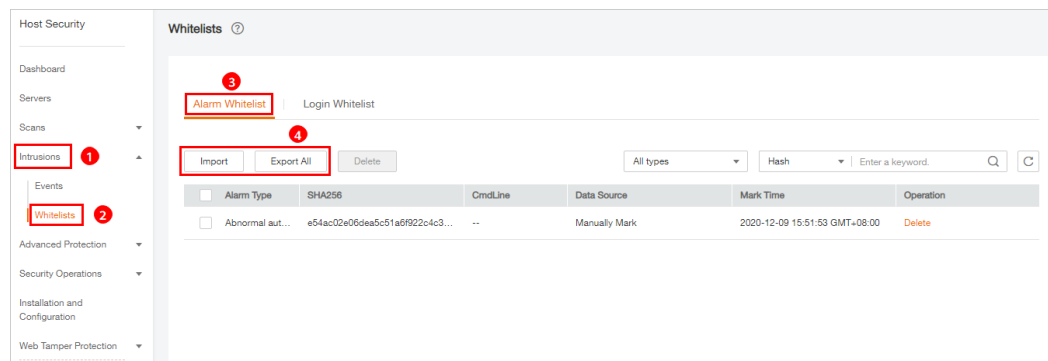 Host Security
Whitelists ?
Dashboard
3
Servers
Alarm Whitelist Login Whitelist
Scans
4
Intrusions 1
Import Export All Delete All types Hash Enter a keyword. C
Events
Alarm Type SHA256 CmdLine Data Source Mark Time Operation
Whitelists 2
Abnormal aut... e54ac02e06dea5c51a6f922c4c3... -- Manually Mark 2020-12-09 15:51:53 GMT+08:00 Delete
Advanced Protection
Security Operations
Installation and
Configuration
Web Tamper Protection